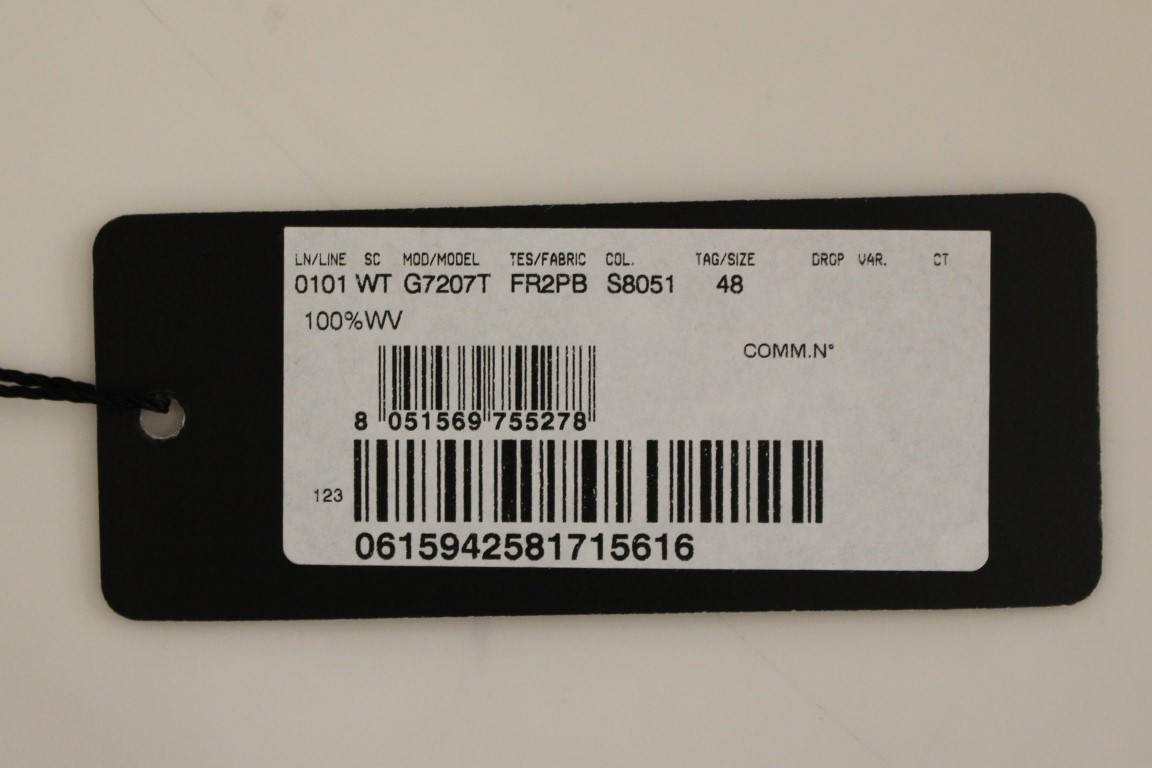 LN/LINE SC MOD/MODEL TES/FABRIC COL. TAG/SIZE DROP VAR. CT
0101 WT G7207T FR2PB S8051 48
100%WV
COMM.N°
8 051569 755278
123
0615942581715616